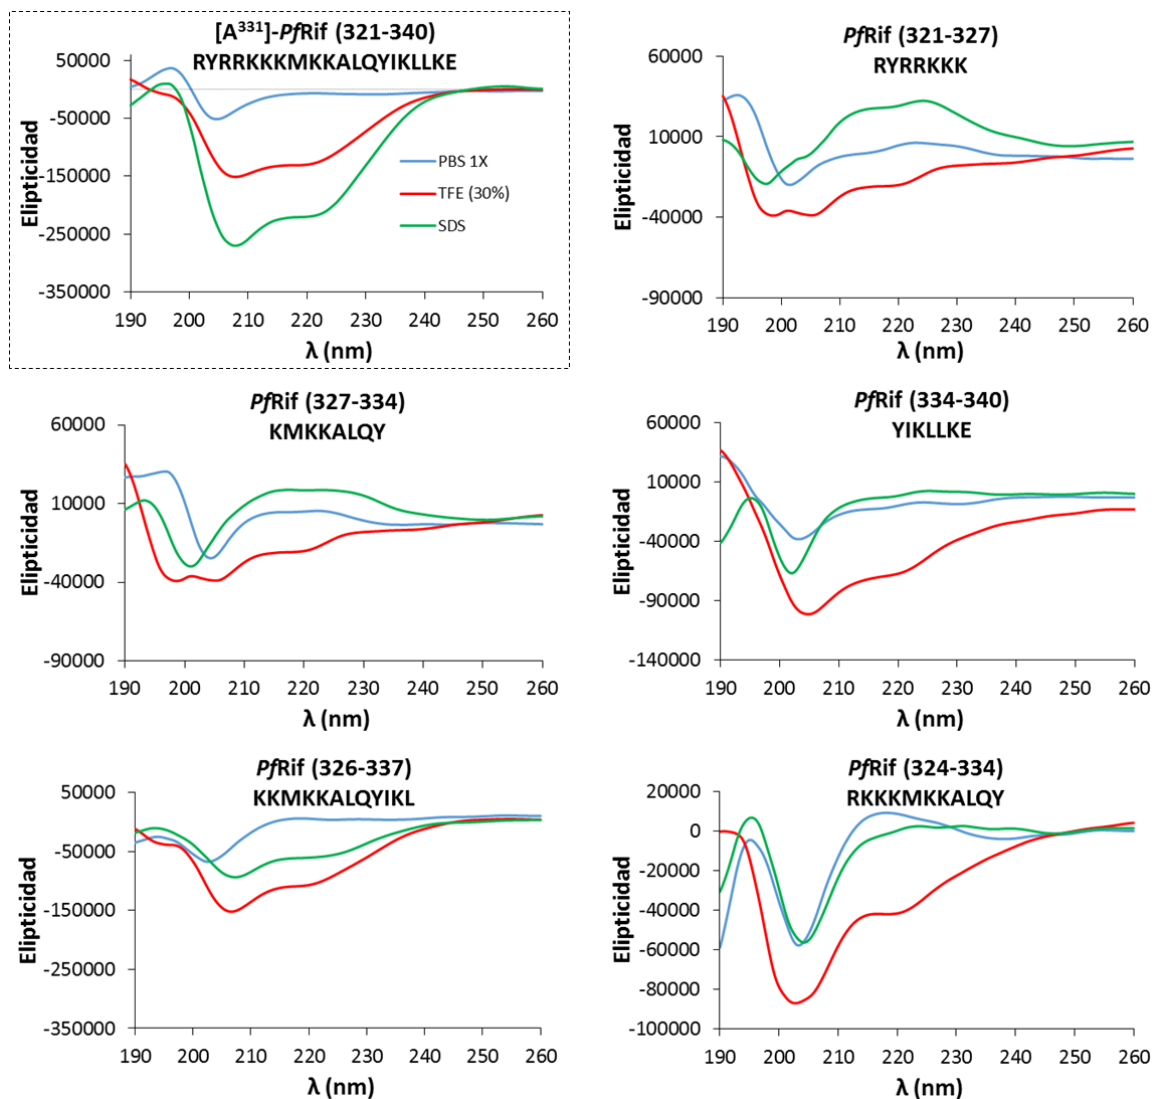 [A³³¹]-PfRif (321-340)
RYRRKKKMKKALQYIKLLKE
50000
-50000
-150000
-250000
-350000
Elipticidad
PBS 1X
TFE (30%)
SDS
190 200 210 220 230 240 250 260
λ (nm)
PfRif (321-327)
RYRRKKK
60000
10000
-40000
-90000
Elipticidad
190 200 210 220 230 240 250 260
λ (nm)
PfRif (327-334)
KMKKALQY
60000
10000
-40000
-90000
Elipticidad
190 200 210 220 230 240 250 260
λ (nm)
PfRif (334-340)
YIKLLKE
60000
10000
-40000
-90000
-140000
Elipticidad
190 200 210 220 230 240 250 260
λ (nm)
PfRif (326-337)
KKMKKALQYIKL
50000
-50000
-150000
-250000
-350000
Elipticidad
190 200 210 220 230 240 250 260
λ (nm)
PfRif (324-334)
RKKKMKKALQY
20000
0
-20000
-40000
-60000
-80000
-100000
Elipticidad
190 200 210 220 230 240 250 260
λ (nm)